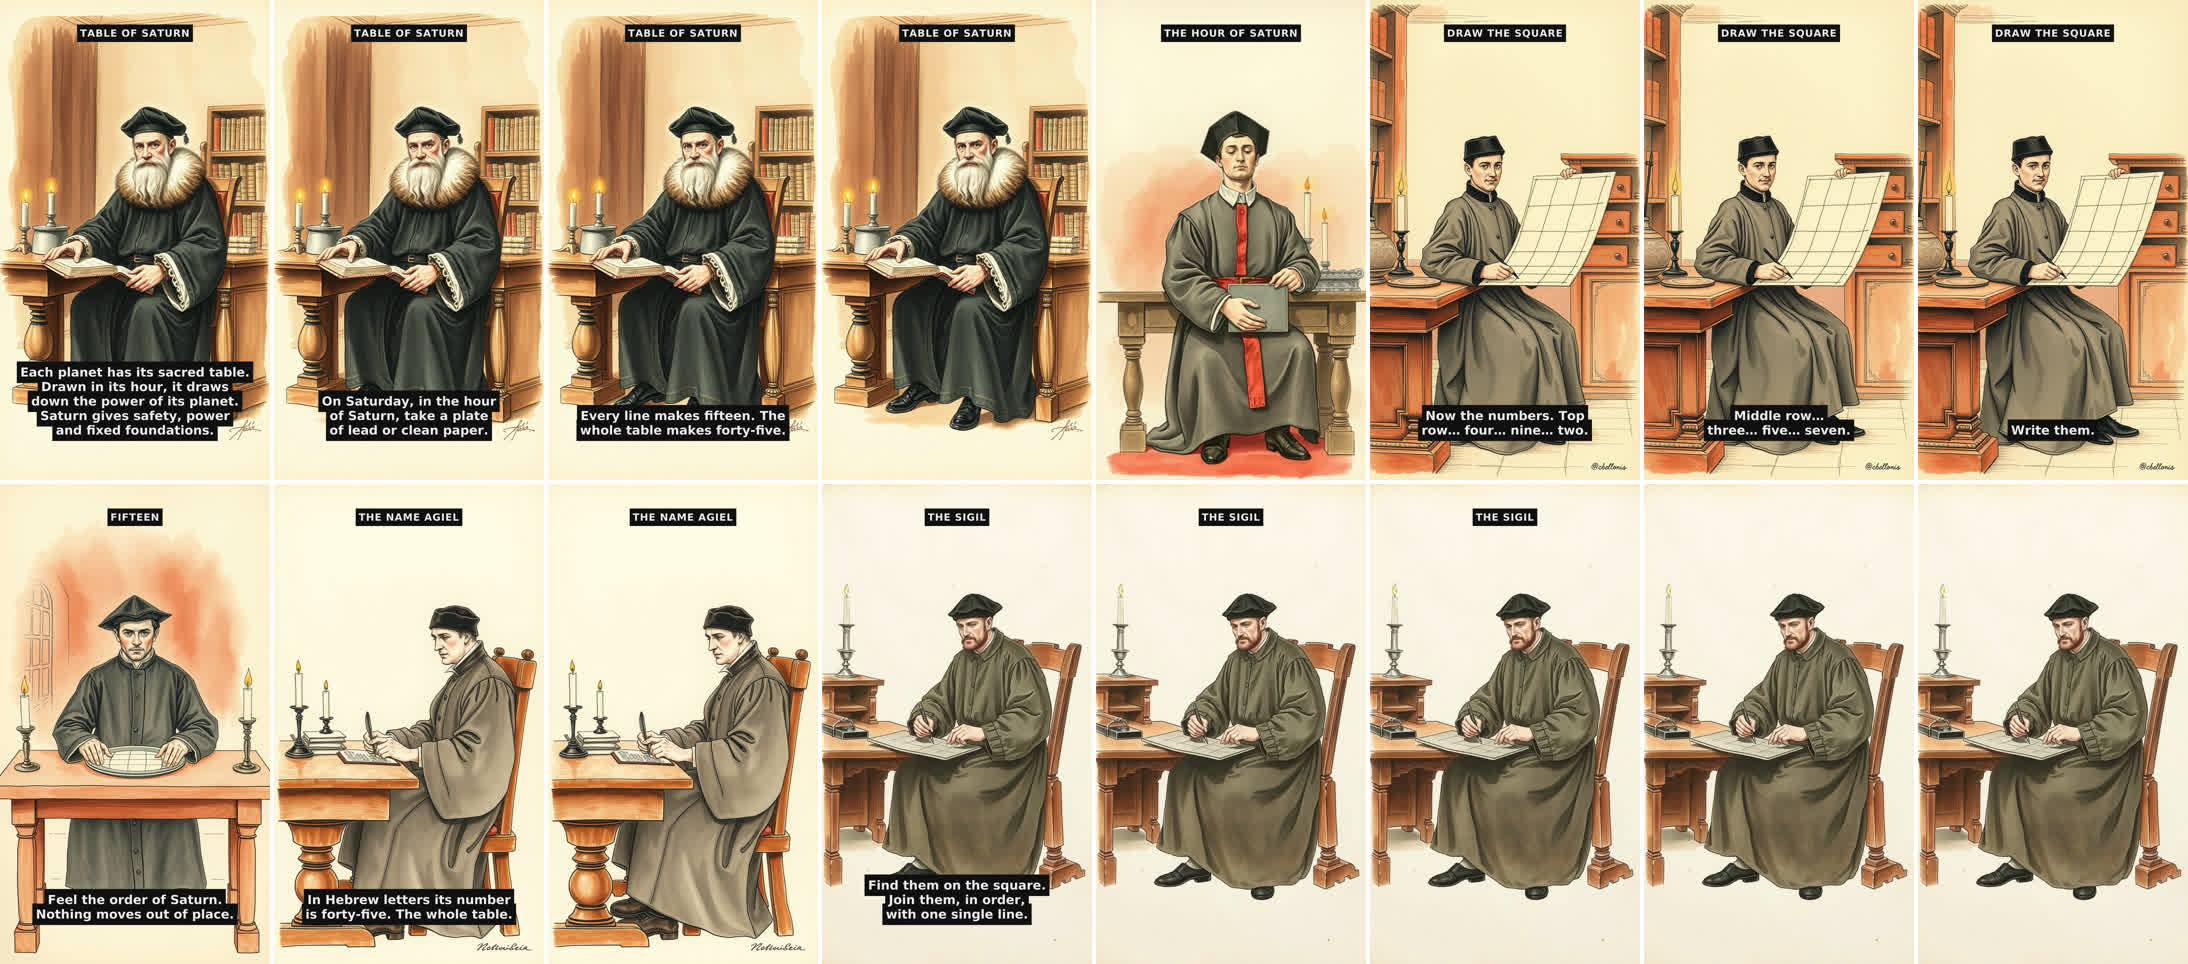 TABLE OF SATURN
Each planet has its sacred table.
Drawn in its hour, it draws
down the power of its planet.
Saturn gives safety, power
and fixed foundations.
TABLE OF SATURN
On Saturday, in the hour
of Saturn, take a plate
of lead or clean paper.
TABLE OF SATURN
Every line makes fifteen. The
whole table makes forty-five.
TABLE OF SATURN
THE HOUR OF SATURN
DRAW THE SQUARE
Now the numbers. Top
row... four... nine... two.
@cbellonis
DRAW THE SQUARE
Middle row...
three... five... seven.
@cbellonis
DRAW THE SQUARE
Write them.
@cbellonis
FIFTEEN
Feel the order of Saturn.
Nothing moves out of place.
THE NAME AGIEL
In Hebrew letters its number
is forty-five. The whole table.
THE NAME AGIEL
THE SIGIL
Find them on the square.
Join them, in order,
with one single line.
THE SIGIL
THE SIGIL